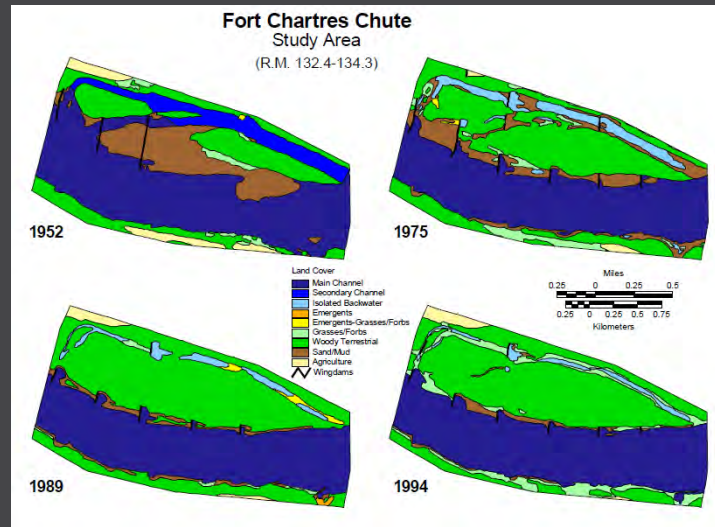 Fort Chartres Chute
Study Area
(R.M. 132.4-134.3)
1952
1975
Land Cover
Main Channel
Secondary Channel
Isolated Backwater
Emergents
Emergents-Grasses/Forbs
Grasses/Forbs
Woody Terrestrial
Sand/Mud
Agriculture
Wingdams
Miles
0.25 0 0.25 0.5
0.25 0 0.25 0.5 0.75
Kilometers
1989
1994